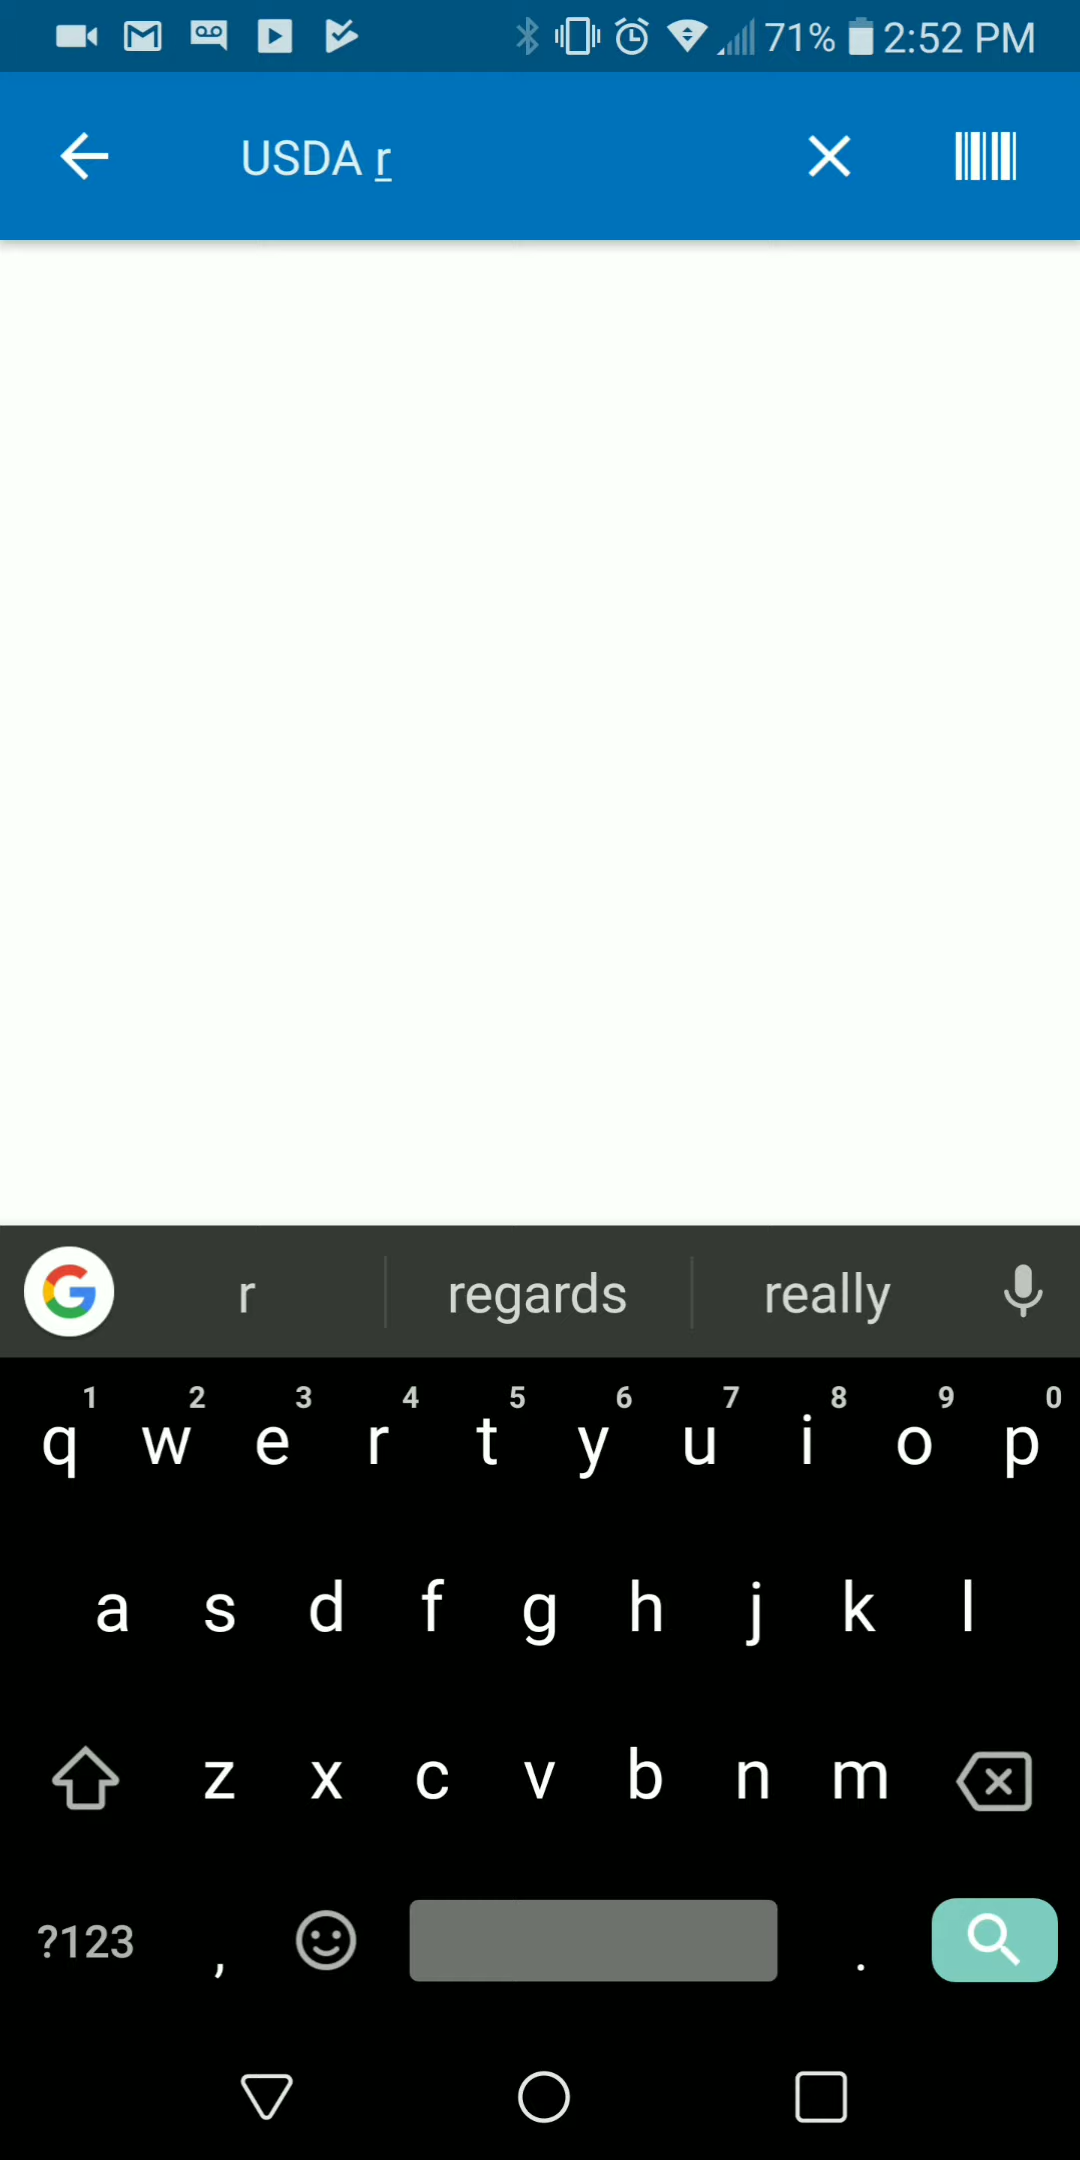 71% 2:52 PM
USDA r
r regards really
1 2 3 4 5 6 7 8 9 0
q w e r t y u i o p
a s d f g h j k l
z x c v b n m
?123 , .